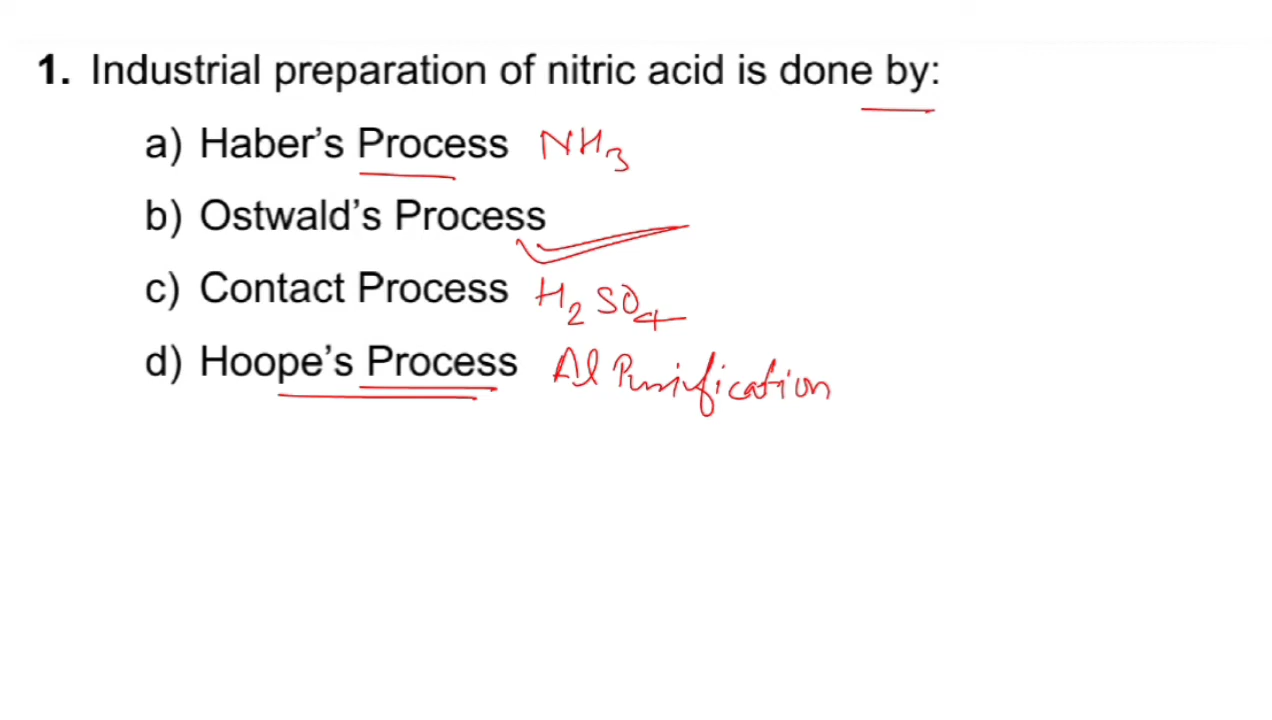 1. Industrial preparation of nitric acid is done by:
a) Haber's Process NH3
b) Ostwald's Process
c) Contact Process H2SO4
d) Hoope's Process Al Purification